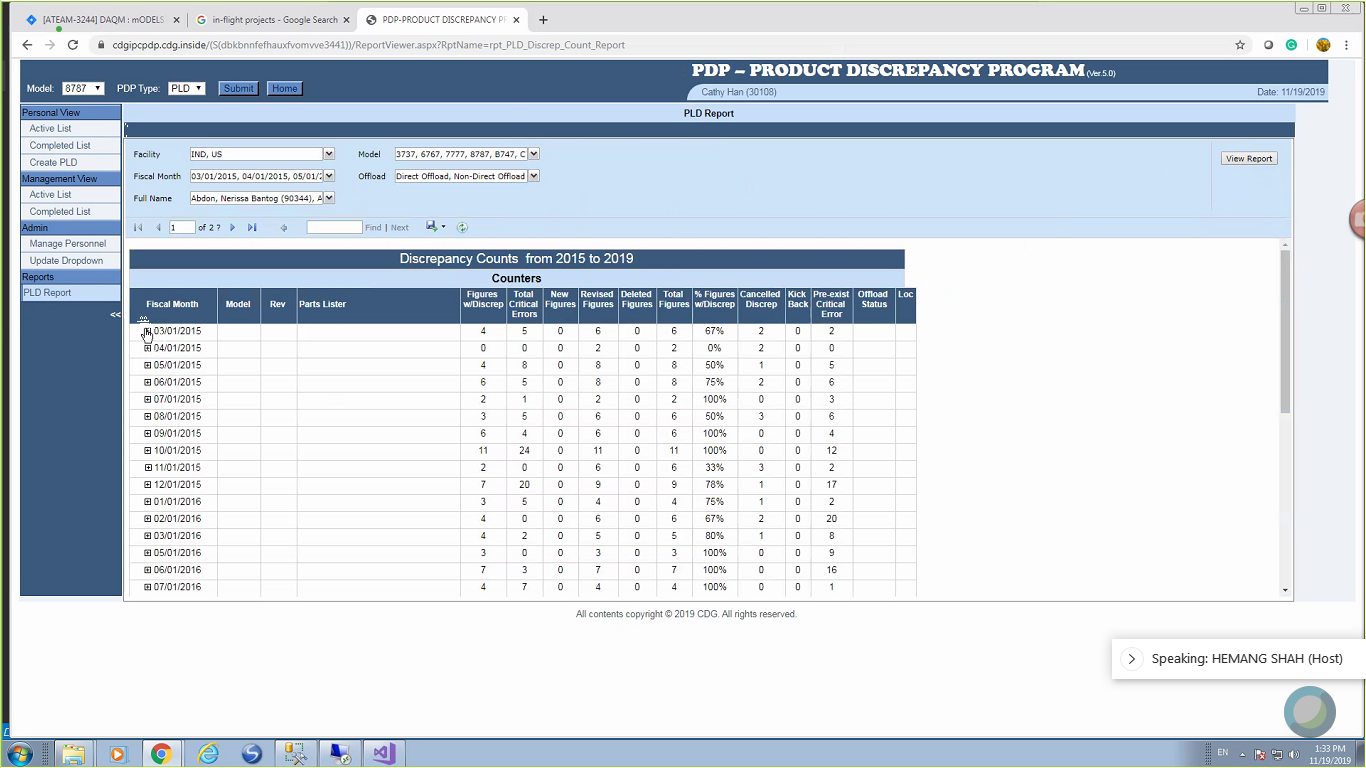 [ATEAM-3244] DAQM : mODELS
in-flight projects - Google Search
PDP-PRODUCT DISCREPANCY P
cdgipcpdp.cdg.inside/(S(dbkbnnfefhauxfvomvve3441))/ReportViewer.aspx?RptName=rpt_PLD_Discrep_Count_Report
PDP – PRODUCT DISCREPANCY PROGRAM (Ver.5.0)
Model: 8787 PDP Type: PLD Submit Home
Cathy Han (30108) Date: 11/19/2019
Personal View
Active List
Completed List
Create PLD
Management View
Active List
Completed List
Admin
Manage Personnel
Update Dropdown
Reports
PLD Report
<<
PLD Report
Facility IND, US Model 3737, 6767, 7777, 8787, B747, C View Report
Fiscal Month 03/01/2015, 04/01/2015, 05/01/2 Offload Direct Offload, Non-Direct Offload
Full Name Abdon, Nerissa Bantog (90344), A
1 of 2 ? Find | Next
Discrepancy Counts from 2015 to 2019
Counters
Fiscal Month Model Rev Parts Lister Figures w/Discrep Total Critical Errors New Figures Revised Figures Deleted Figures Total Figures % Figures w/Discrep Cancelled Discrep Kick Back Pre-exist Critical Error Offload Status Loc
03/01/2015 4 5 0 6 0 6 67% 2 0 2
04/01/2015 0 0 0 2 0 2 0% 2 0 0
05/01/2015 4 8 0 8 0 8 50% 1 0 5
06/01/2015 6 5 0 8 0 8 75% 2 0 6
07/01/2015 2 1 0 2 0 2 100% 0 0 3
08/01/2015 3 5 0 6 0 6 50% 3 0 6
09/01/2015 6 4 0 6 0 6 100% 0 0 4
10/01/2015 11 24 0 11 0 11 100% 0 0 12
11/01/2015 2 0 0 6 0 6 33% 3 0 2
12/01/2015 7 20 0 9 0 9 78% 1 0 17
01/01/2016 3 5 0 4 0 4 75% 1 0 2
02/01/2016 4 0 0 6 0 6 67% 2 0 20
03/01/2016 4 2 0 5 0 5 80% 1 0 8
05/01/2016 3 0 0 3 0 3 100% 0 0 9
06/01/2016 7 3 0 7 0 7 100% 0 0 16
07/01/2016 4 7 0 4 0 4 100% 0 0 1
All contents copyright © 2019 CDG. All rights reserved.
Speaking: HEMANG SHAH (Host)
EN 1:33 PM
11/19/2019